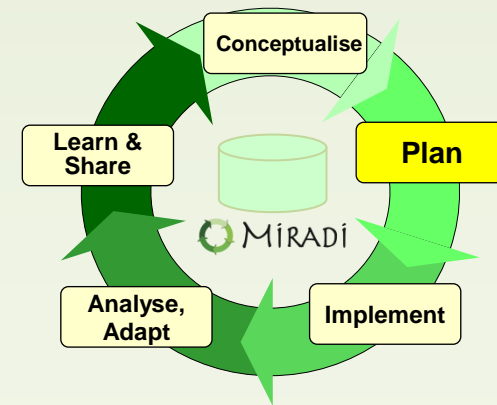 Conceptualise
Plan
Implement
Analyse,
Adapt
Learn &
Share
MiRADi